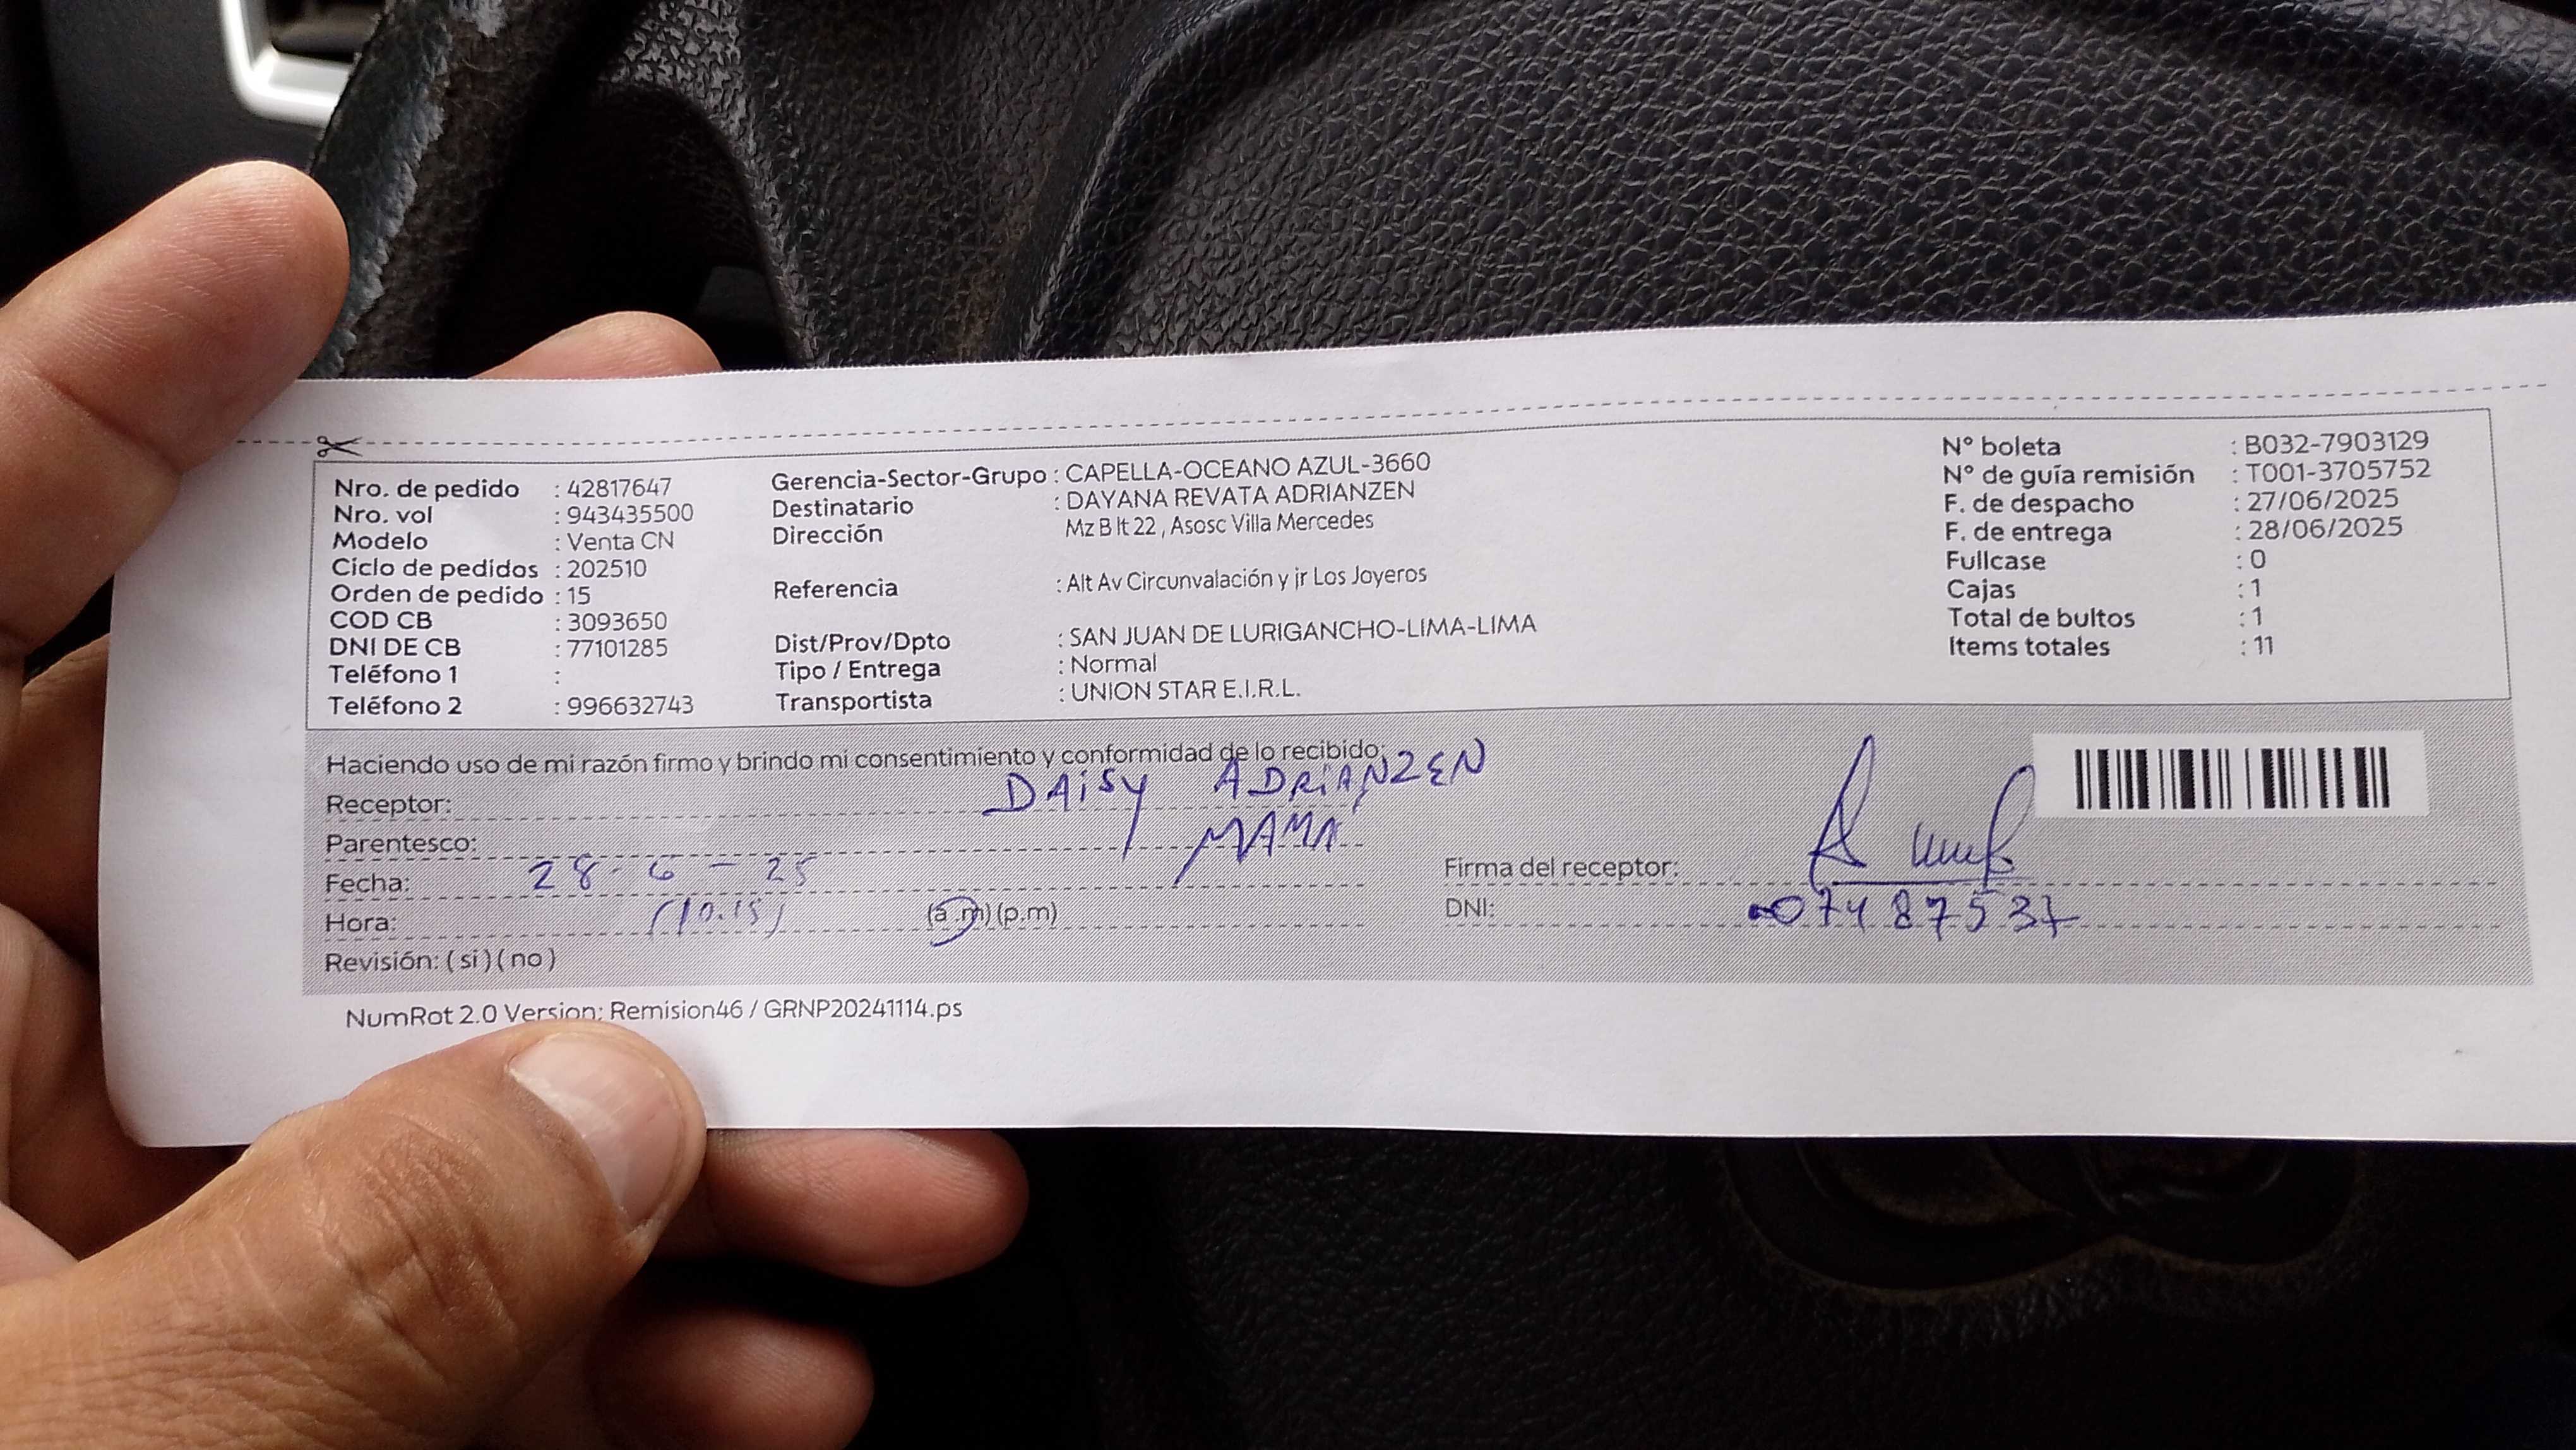 Nro. de pedido : 42817647
Nro. vol : 943435500
Modelo : Venta CN
Ciclo de pedidos : 202510
Orden de pedido : 15
COD CB : 3093650
DNI DE CB : 77101285
Teléfono 1 :
Teléfono 2 : 996632743
Gerencia-Sector-Grupo : CAPELLA-OCEANO AZUL-3660
Destinatario : DAYANA REVATA ADRIANZEN
Dirección Mz B lt 22 , Asosc Villa Mercedes
Referencia : Alt Av Circunvalación y jr Los Joyeros
Dist/Prov/Dpto : SAN JUAN DE LURIGANCHO-LIMA-LIMA
Tipo / Entrega : Normal
Transportista : UNION STAR E.I.R.L.
N° boleta : B032-7903129
N° de guía remisión : T001-3705752
F. de despacho : 27/06/2025
F. de entrega : 28/06/2025
Fullcase : 0
Cajas : 1
Total de bultos : 1
Items totales : 11
Haciendo uso de mi razón firmo y brindo mi consentimiento y conformidad de lo recibido:
Receptor: DAiSy ADRiANZEN
Parentesco: MAMA
Fecha: 28-6-25
Hora: (10.15) (a.m)(p.m)
Revisión: (si)(no)
Firma del receptor:
DNI: 07487537
NumRot 2.0 Version: Remision46 / GRNP20241114.ps